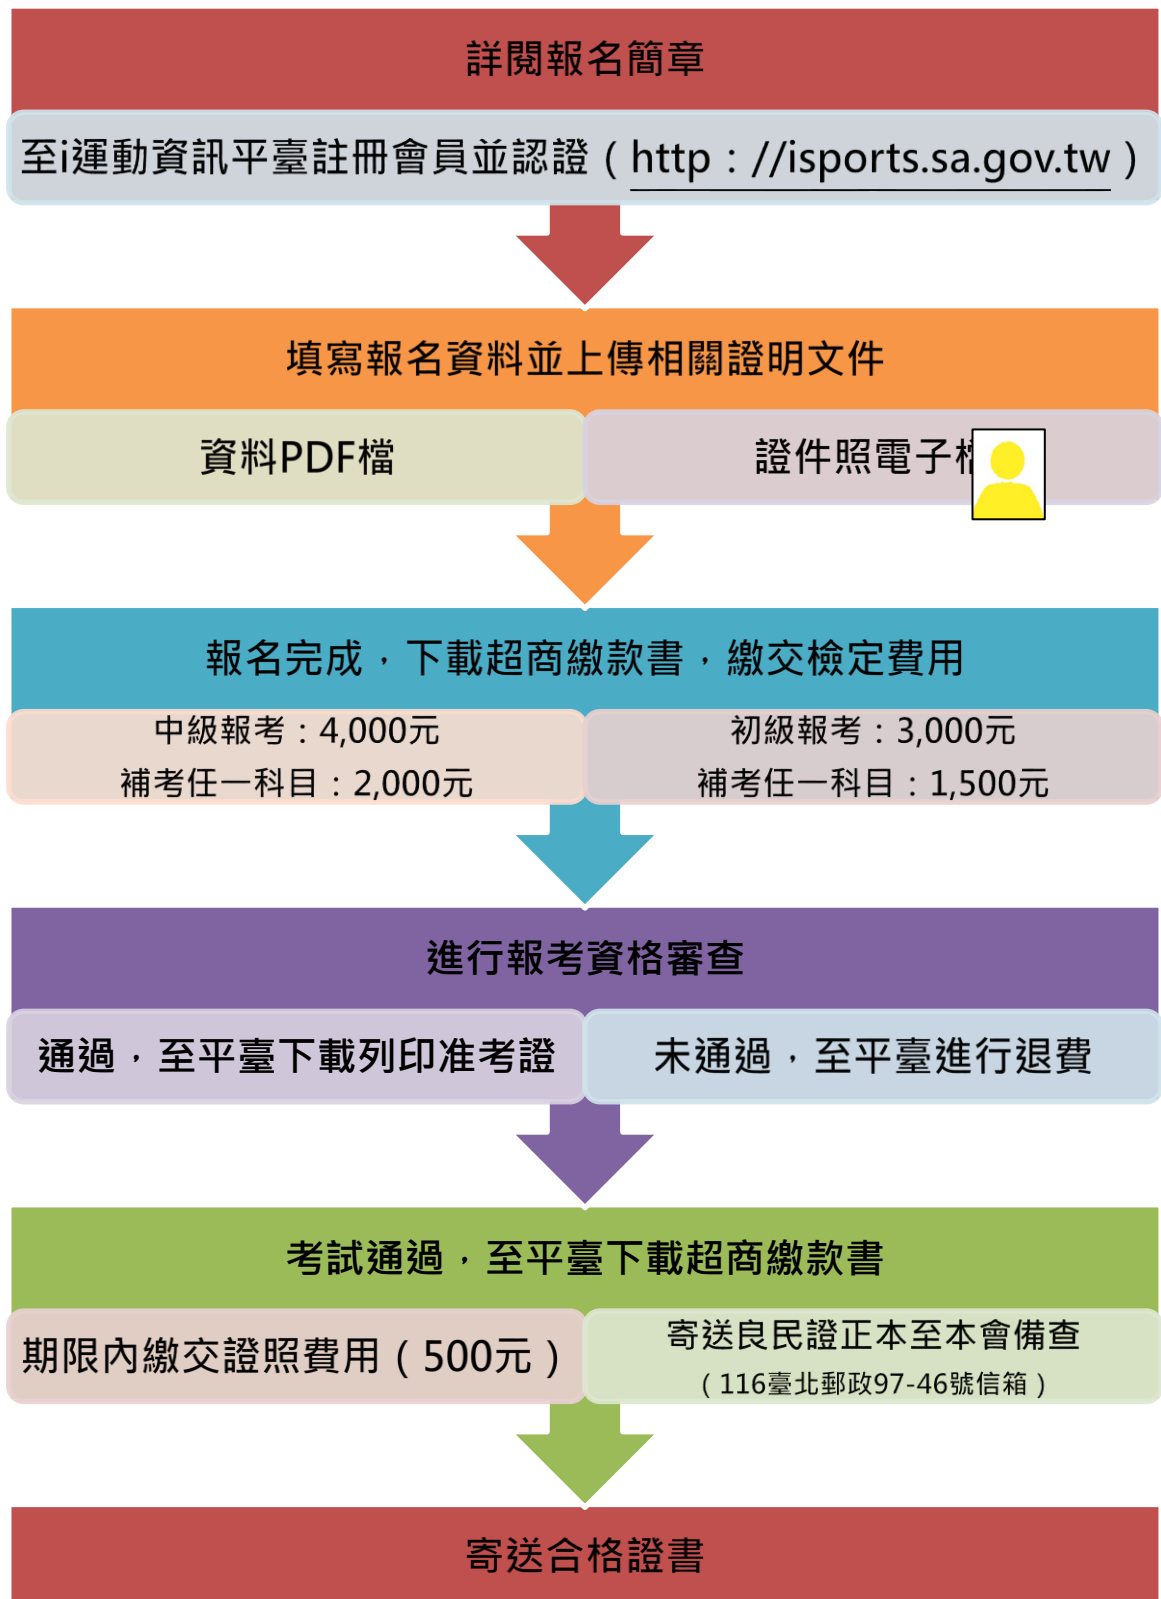 詳閱報名簡章
至i運動資訊平臺註冊會員並認證（http：//isports.sa.gov.tw）
填寫報名資料並上傳相關證明文件
資料PDF檔
證件照電子
報名完成，下載超商繳款書，繳交檢定費用
中級報考：4,000元
補考任一科目：2,000元
初級報考：3,000元
補考任一科目：1,500元
進行報考資格審查
通過，至平臺下載列印准考證
未通過，至平臺進行退費
考試通過，至平臺下載超商繳款書
期限內繳交證照費用（500元）
寄送良民證正本至本會備查
（116臺北郵政97-46號信箱）
寄送合格證書